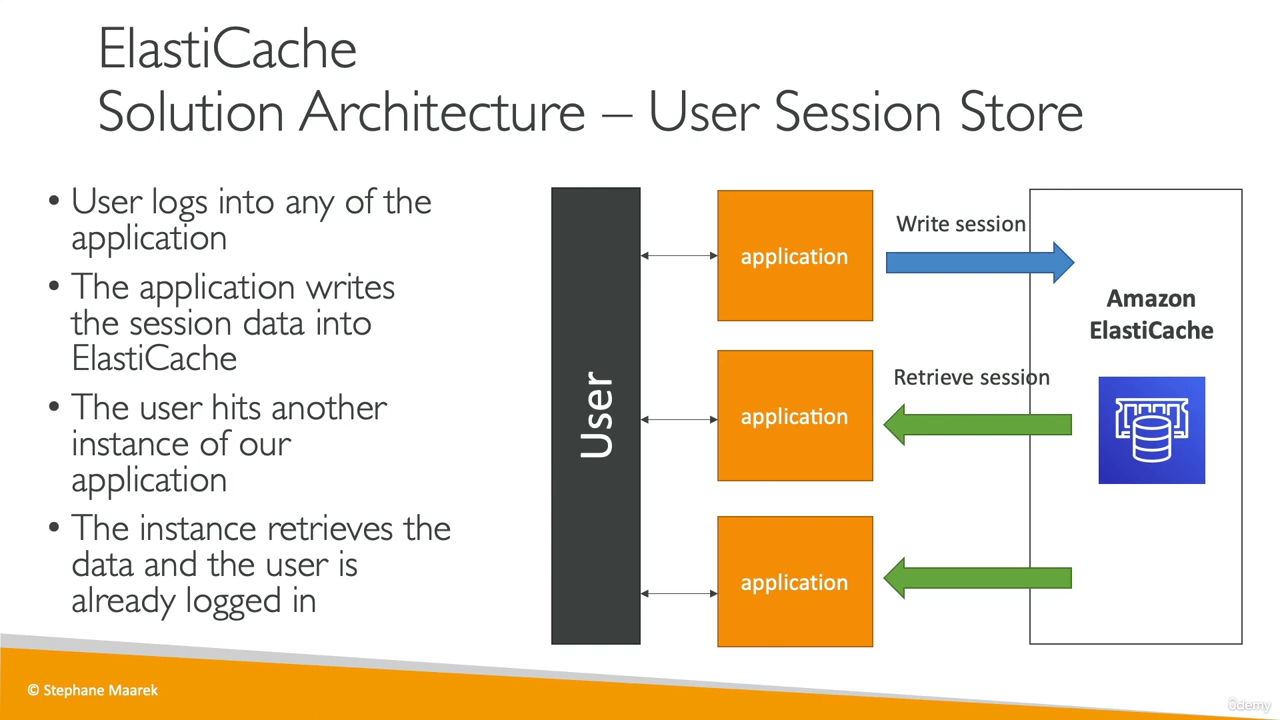 ElastiCache
Solution Architecture – User Session Store
• User logs into any of the
application
• The application writes
the session data into
ElastiCache
• The user hits another
instance of our
application
• The instance retrieves the
data and the user is
already logged in
User
application
Write session
Amazon
ElastiCache
application
Retrieve session
application
© Stephane Maarek
ûdemy